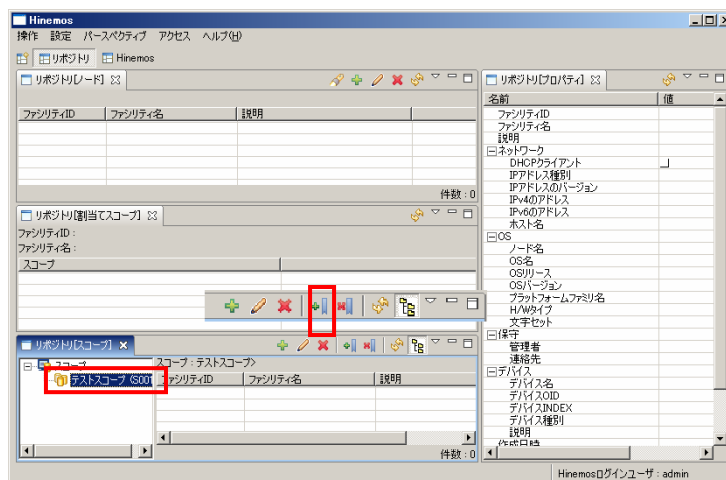 Hinemos
操作 設定 パースペクティブ アクセス ヘルプ(H)
リポジトリ Hinemos
リポジトリ[ノード]
ファシリティID ファシリティ名 説明
件数 : 0
リポジトリ[割当てスコープ]
ファシリティID :
ファシリティ名 :
スコープ
リポジトリ[スコープ]
スコープ
テストスコープ (S001
スコープ : テストスコープ>
ファシリティID ファシリティ名 説明
件数 : 0
リポジトリ[プロパティ]
名前 値
ファシリティID
ファシリティ名
説明
ネットワーク
DHCPクライアント
IPアドレス種別
IPアドレスのバージョン
IPv4のアドレス
IPv6のアドレス
ホスト名
OS
ノード名
OS名
OSリリース
OSバージョン
プラットフォームファミリ名
H/Wタイプ
文字セット
保守
管理者
連絡先
デバイス
デバイス名
デバイスOID
デバイスINDEX
デバイス種別
説明
作成日時
Hinemosログインユーザ : admin